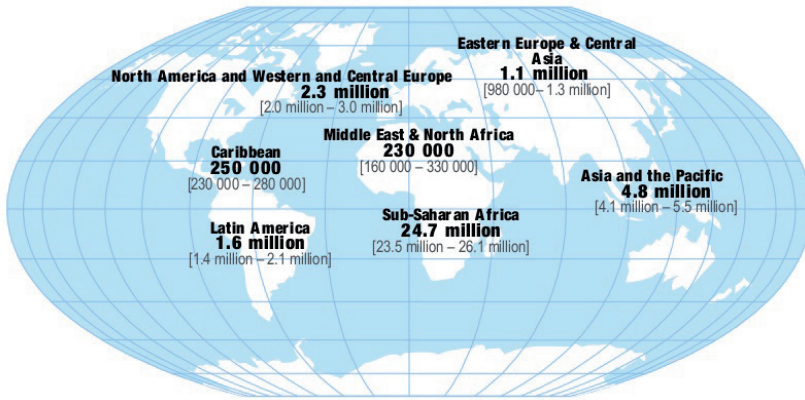 Eastern Europe & Central
Asia
1.1 million
[980 000– 1.3 million]
North America and Western and Central Europe
2.3 million
[2.0 million – 3.0 million]
Middle East & North Africa
230 000
[160 000 – 330 000]
Caribbean
250 000
[230 000 – 280 000]
Asia and the Pacific
4.8 million
[4.1 million – 5.5 million]
Latin America
1.6 million
[1.4 million – 2.1 million]
Sub-Saharan Africa
24.7 million
[23.5 million – 26.1 million]